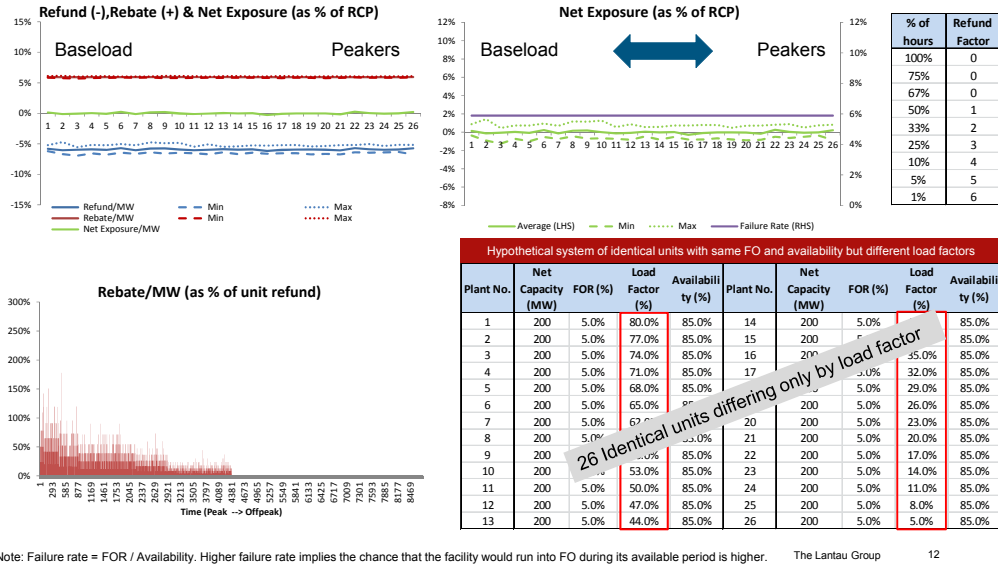 Refund (-),Rebate (+) & Net Exposure (as % of RCP)
15%
10%
5%
0%
-5%
-10%
-15%
Baseload Peakers
1 2 3 4 5 6 7 8 9 10 11 12 13 14 15 16 17 18 19 20 21 22 23 24 25 26
Refund/MW Min Max
Rebate/MW Min Max
Net Exposure/MW
Net Exposure (as % of RCP)
12%
10%
8%
6%
4%
2%
0%
-2%
-4%
-6%
-8%
Baseload Peakers
1 2 3 4 5 6 7 8 9 10 11 12 13 14 15 16 17 18 19 20 21 22 23 24 25 26
12%
10%
8%
6%
4%
2%
0%
Average (LHS) Min Max Failure Rate (RHS)
% of hours Refund Factor
100% 0
75% 0
67% 0
50% 1
33% 2
25% 3
10% 4
5% 5
1% 6
Rebate/MW (as % of unit refund)
300%
250%
200%
150%
100%
50%
0%
1 293 585 877 1169 1461 1753 2045 2337 2629 2921 3213 3505 3797 4089 4381 4673 4965 5257 5549 5841 6133 6425 6717 7009 7301 7593 7885 8177 8469
Time (Peak --> Offpeak)
Hypothetical system of identical units with same FO and availability but different load factors
Plant No. Net Capacity (MW) FOR (%) Load Factor (%) Availabili ty (%) Plant No. Net Capacity (MW) FOR (%) Load Factor (%) Availabili ty (%)
1 200 5.0% 80.0% 85.0% 14 200 5.0% 85.0%
2 200 5.0% 77.0% 85.0% 15 200 85.0%
3 200 5.0% 74.0% 85.0% 16 200 5.0% 35.0% 85.0%
4 200 5.0% 71.0% 85.0% 17 200 5.0% 32.0% 85.0%
5 200 5.0% 68.0% 85.0% 200 5.0% 29.0% 85.0%
6 200 5.0% 65.0% 200 5.0% 26.0% 85.0%
7 200 5.0% 62.0% 20 200 5.0% 23.0% 85.0%
8 200 5.0% 85.0% 21 200 5.0% 20.0% 85.0%
9 200 85.0% 22 200 5.0% 17.0% 85.0%
10 200 53.0% 85.0% 23 200 5.0% 14.0% 85.0%
11 200 5.0% 50.0% 85.0% 24 200 5.0% 11.0% 85.0%
12 200 5.0% 47.0% 85.0% 25 200 5.0% 8.0% 85.0%
13 200 5.0% 44.0% 85.0% 26 200 5.0% 5.0% 85.0%
26 Identical units differing only by load factor
Note: Failure rate = FOR / Availability. Higher failure rate implies the chance that the facility would run into FO during its available period is higher.
The Lantau Group 12